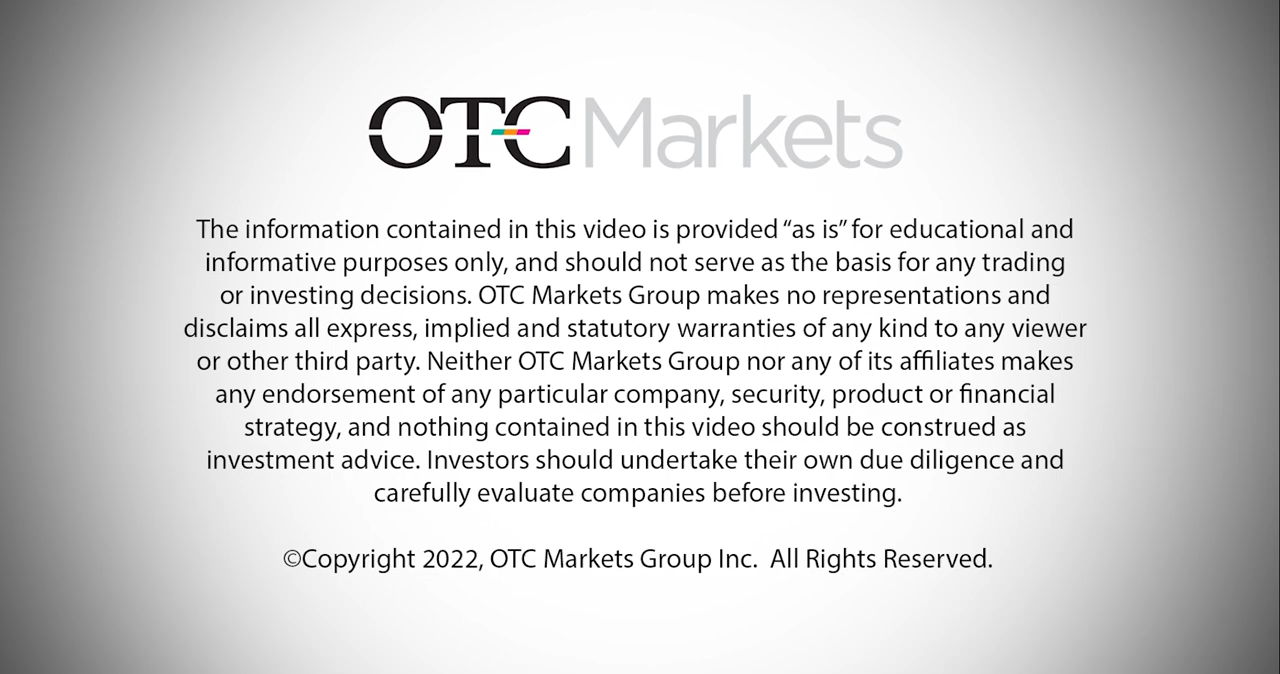 OTC Markets
The information contained in this video is provided “as is” for educational and
informative purposes only, and should not serve as the basis for any trading
or investing decisions. OTC Markets Group makes no representations and
disclaims all express, implied and statutory warranties of any kind to any viewer
or other third party. Neither OTC Markets Group nor any of its affiliates makes
any endorsement of any particular company, security, product or financial
strategy, and nothing contained in this video should be construed as
investment advice. Investors should undertake their own due diligence and
carefully evaluate companies before investing.
©Copyright 2022, OTC Markets Group Inc.  All Rights Reserved.